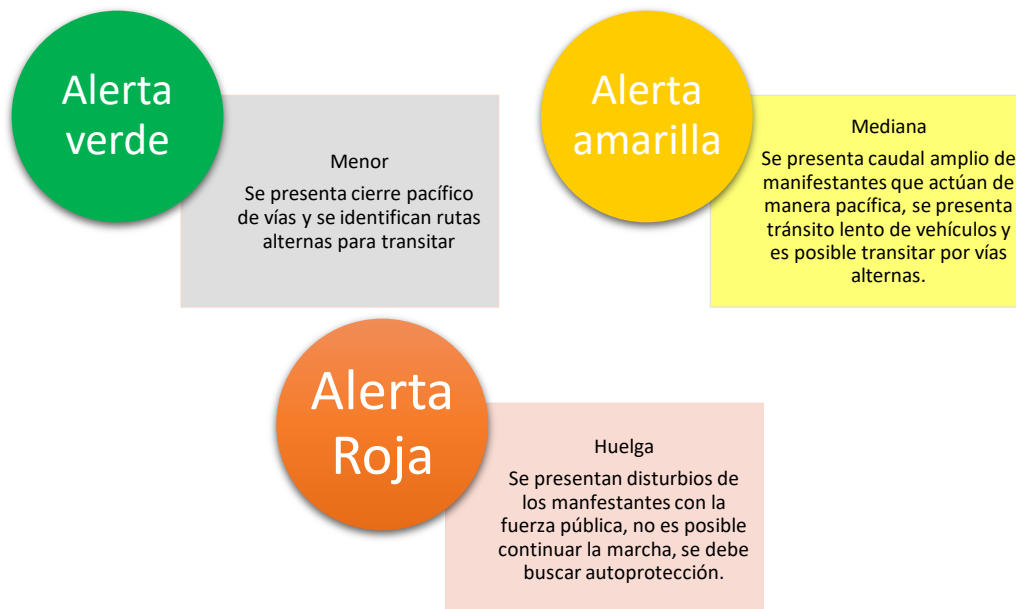 Alerta
verde
Menor
Se presenta cierre pacífico
de vías y se identifican rutas
alternas para transitar
Alerta
amarilla
Mediana
Se presenta caudal amplio de
manifestantes que actúan de
manera pacífica, se presenta
tránsito lento de vehículos y
es posible transitar por vías
alternas.
Alerta
Roja
Huelga
Se presentan disturbios de
los manfestantes con la
fuerza pública, no es posible
continuar la marcha, se debe
buscar autoprotección.